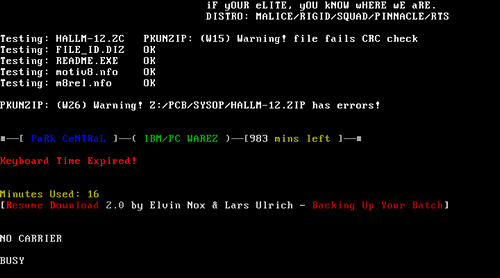 iF yOUR eLiTE, yOU kNOW WHERE wE aRE.
DiSTRO: MALiCE/RiGiD/SQUAD/PiNNACLE/RTS
Testing: HALLM-12.ZC PKUNZIP: (W15) Warning! file fails CRC check
Testing: FILE_ID.DIZ OK
Testing: README.EXE OK
Testing: motiv8.nfo OK
Testing: m8rel.nfo OK
PKUNZIP: (W26) Warning! Z:/PCB/SYSOP/HALLM-12.ZIP has errors!
■──[ PaRk CeNTRaL ]──( IBM/PC WAREZ )──[983 mins left ]──■
Keyboard Time Expired!
Minutes Used: 16
[Resume Download 2.0 by Elvin Nox & Lars Ulrich - Backing Up Your Batch]
NO CARRIER
BUSY